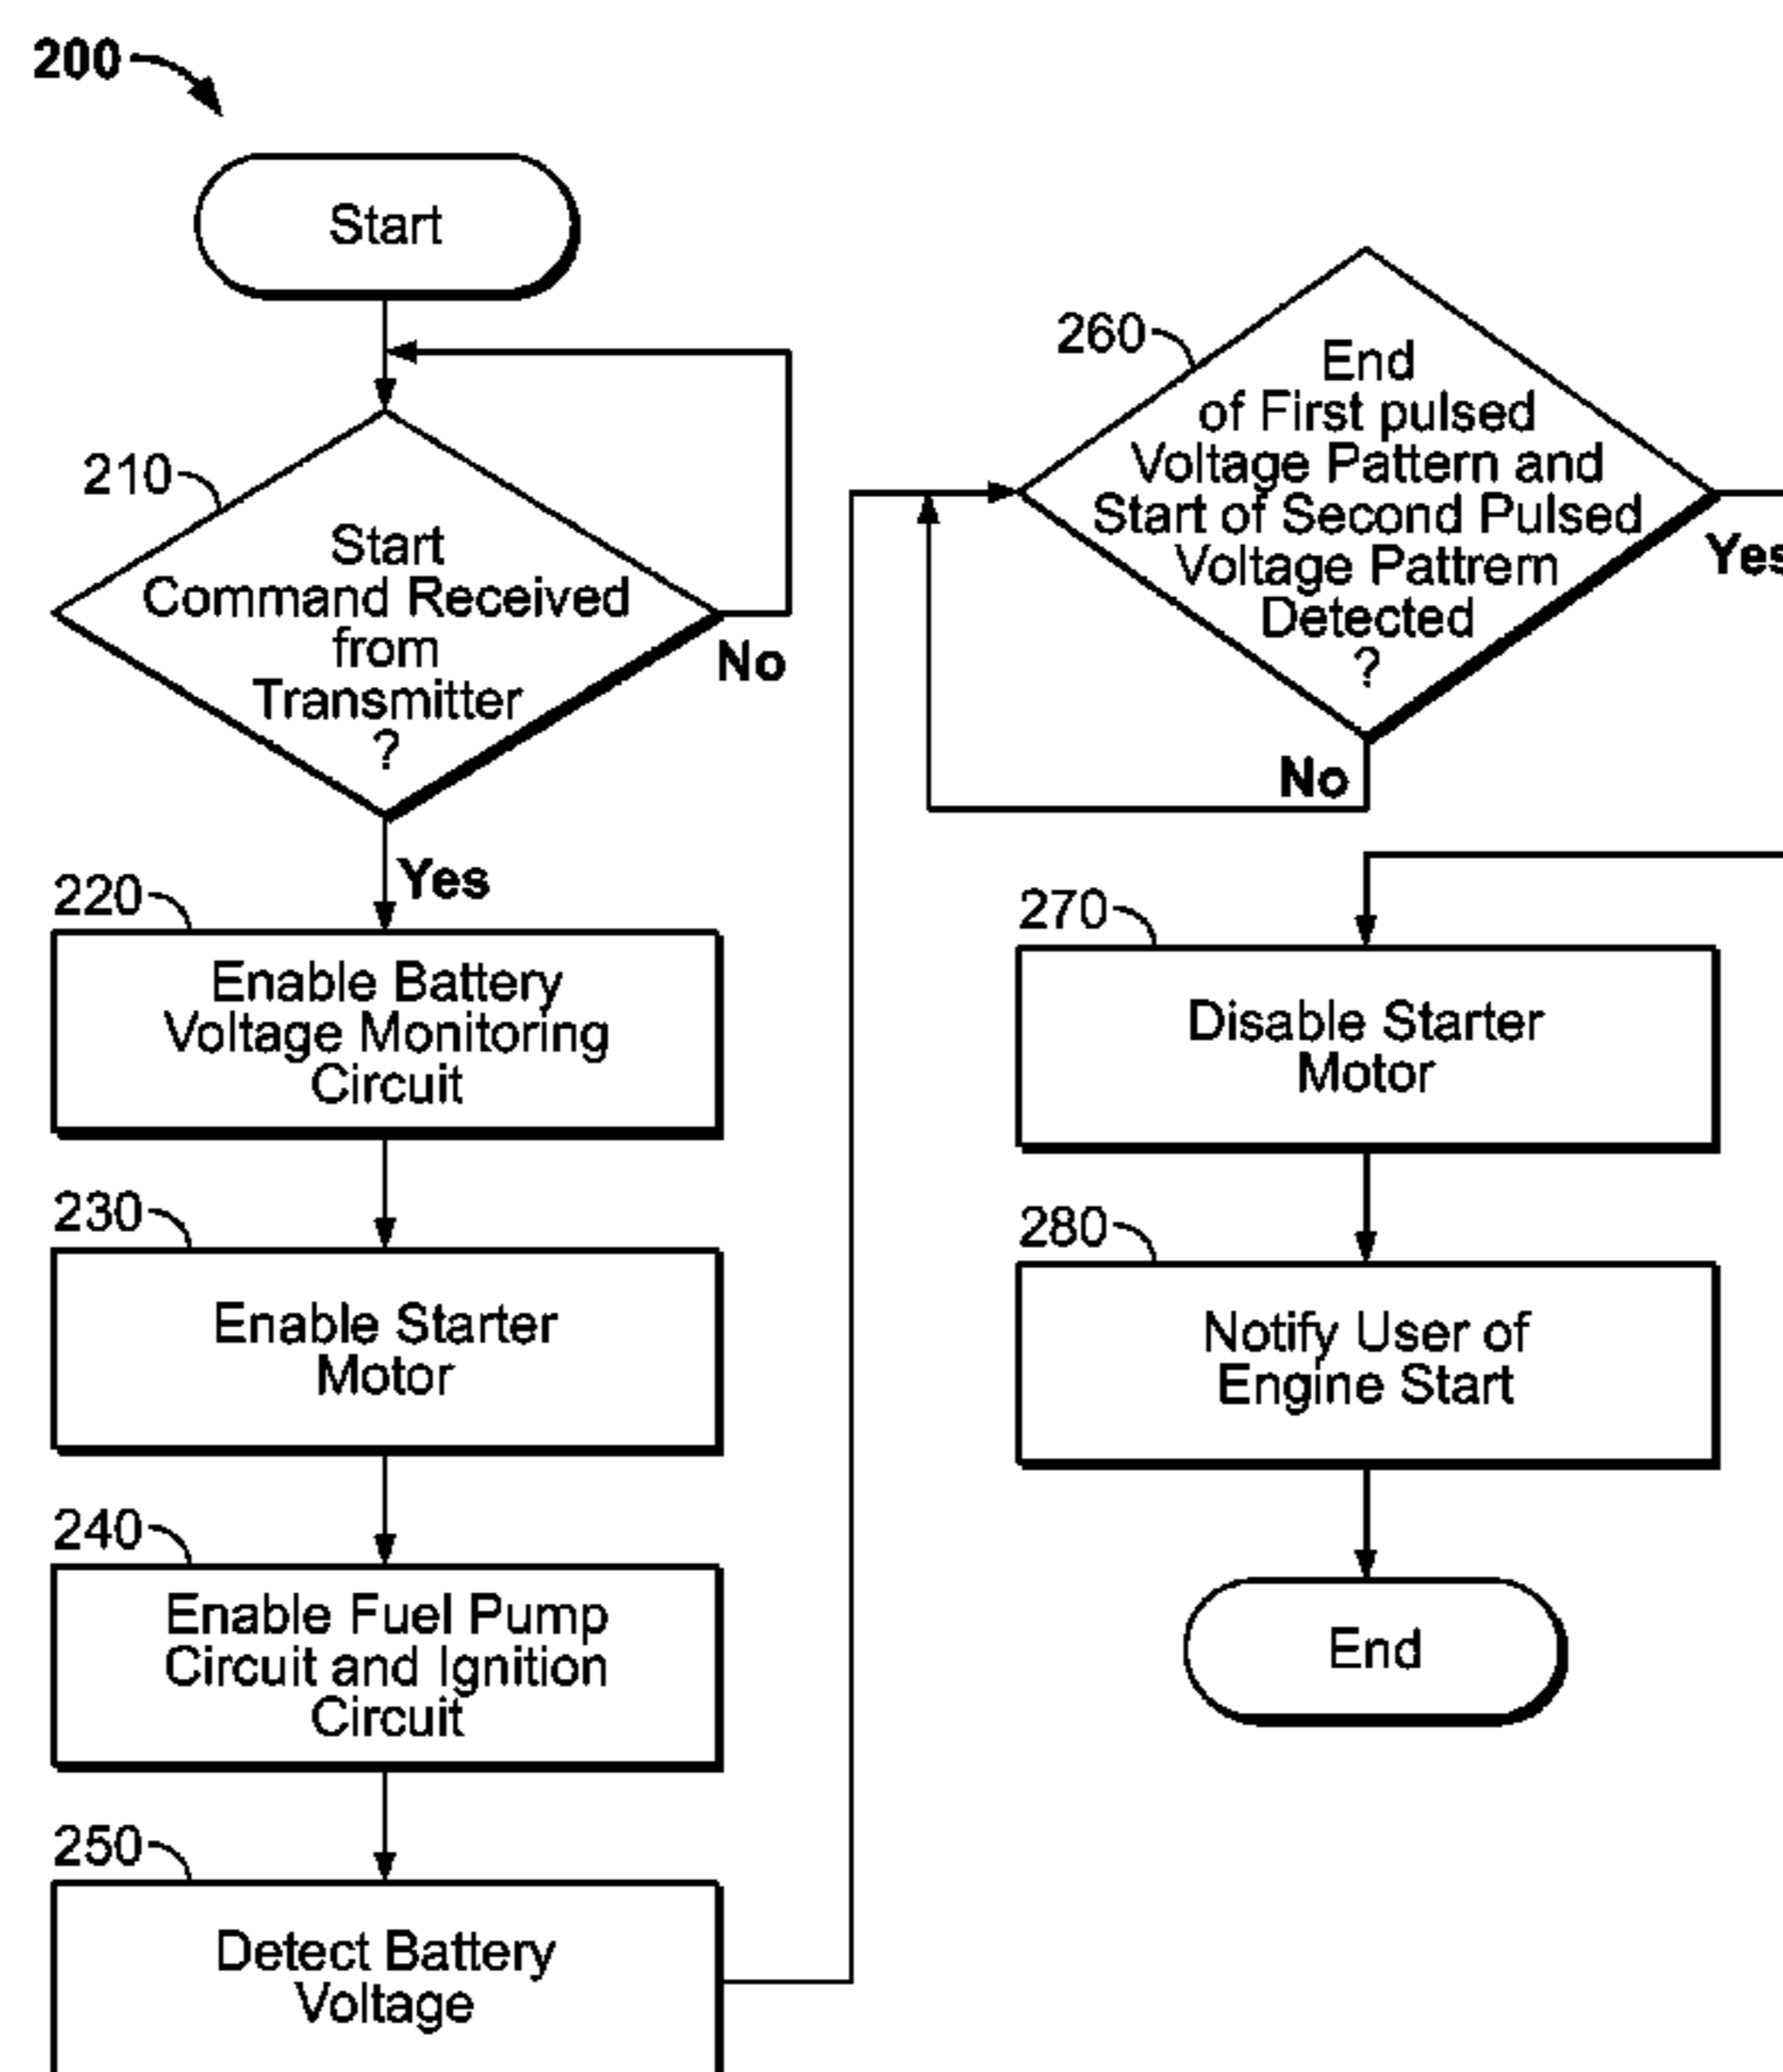 200
Start
210
Start
Command Received
from
Transmitter
?
No
Yes
220
Enable Battery
Voltage Monitoring
Circuit
230
Enable Starter
Motor
240
Enable Fuel Pump
Circuit and Ignition
Circuit
250
Detect Battery
Voltage
260
End
of First pulsed
Voltage Pattern and
Start of Second Pulsed
Voltage Pattrem
Detected
?
Yes
No
270
Disable Starter
Motor
280
Notify User of
Engine Start
End